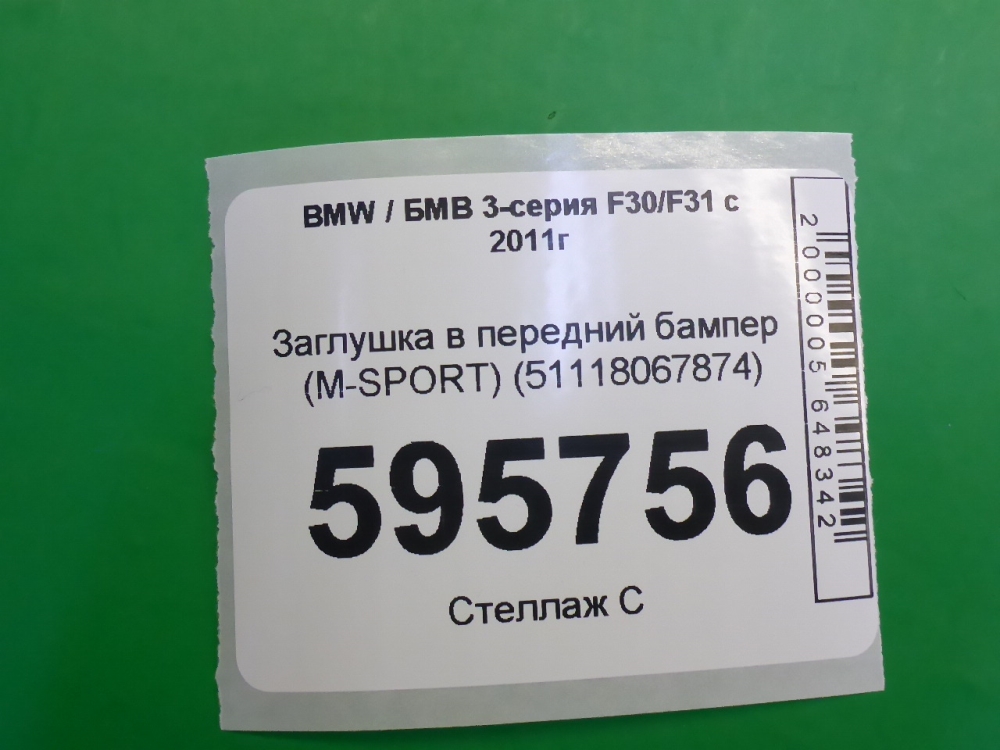 BMW / БМВ 3-серия F30/F31 с
2011г
Заглушка в передний бампер
(M-SPORT) (51118067874)
595756
Стеллаж С
2000005648342